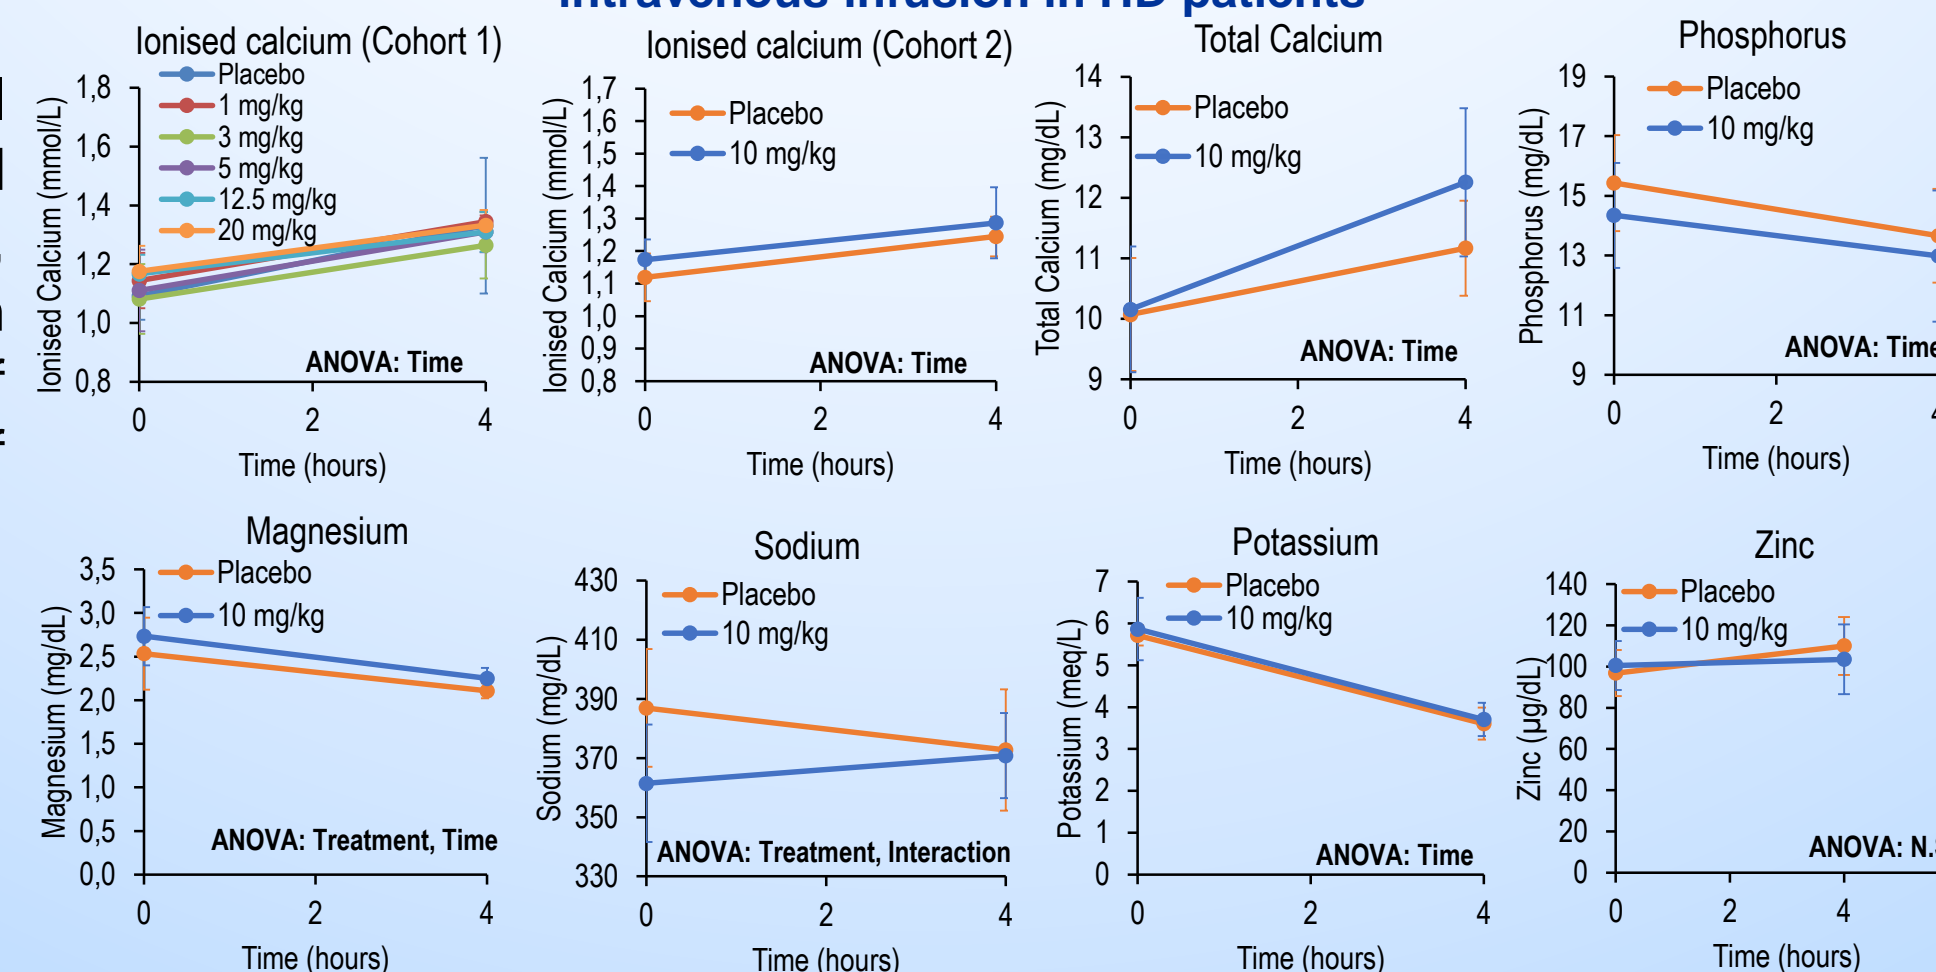 Intravenous infusion in HD patients
Ionised calcium (Cohort 1)
Placebo
1 mg/kg
3 mg/kg
5 mg/kg
12.5 mg/kg
20 mg/kg
Ionised Calcium (mmol/L)
1,8
1,6
1,4
1,2
1,0
0,8
ANOVA: Time
0 2 4
Time (hours)
Ionised calcium (Cohort 2)
Placebo
10 mg/kg
Ionised Calcium (mmol/L)
1,7
1,6
1,5
1,4
1,3
1,2
1,1
1,0
0,9
0,8
ANOVA: Time
0 2 4
Time (hours)
Total Calcium
Placebo
10 mg/kg
Total Calcium (mg/dL)
14
13
12
11
10
9
ANOVA: Time
0 2 4
Time (hours)
Phosphorus
Placebo
10 mg/kg
Phosphorus (mg/dL)
19
17
15
13
11
9
ANOVA: Time
0 2 4
Time (hours)
Magnesium
Placebo
10 mg/kg
Magnesium (mg/dL)
3,5
3,0
2,5
2,0
1,5
1,0
0,5
0,0
ANOVA: Treatment, Time
0 2 4
Time (hours)
Sodium
Placebo
10 mg/kg
Sodium (mg/dL)
430
410
390
370
350
330
ANOVA: Treatment, Interaction
0 2 4
Time (hours)
Potassium
Placebo
10 mg/kg
Potassium (meq/L)
7
6
5
4
3
2
1
0
ANOVA: Time
0 2 4
Time (hours)
Zinc
Placebo
10 mg/kg
Zinc (µg/dL)
140
120
100
80
60
40
20
0
ANOVA: N.S
0 2 4
Time (hours)